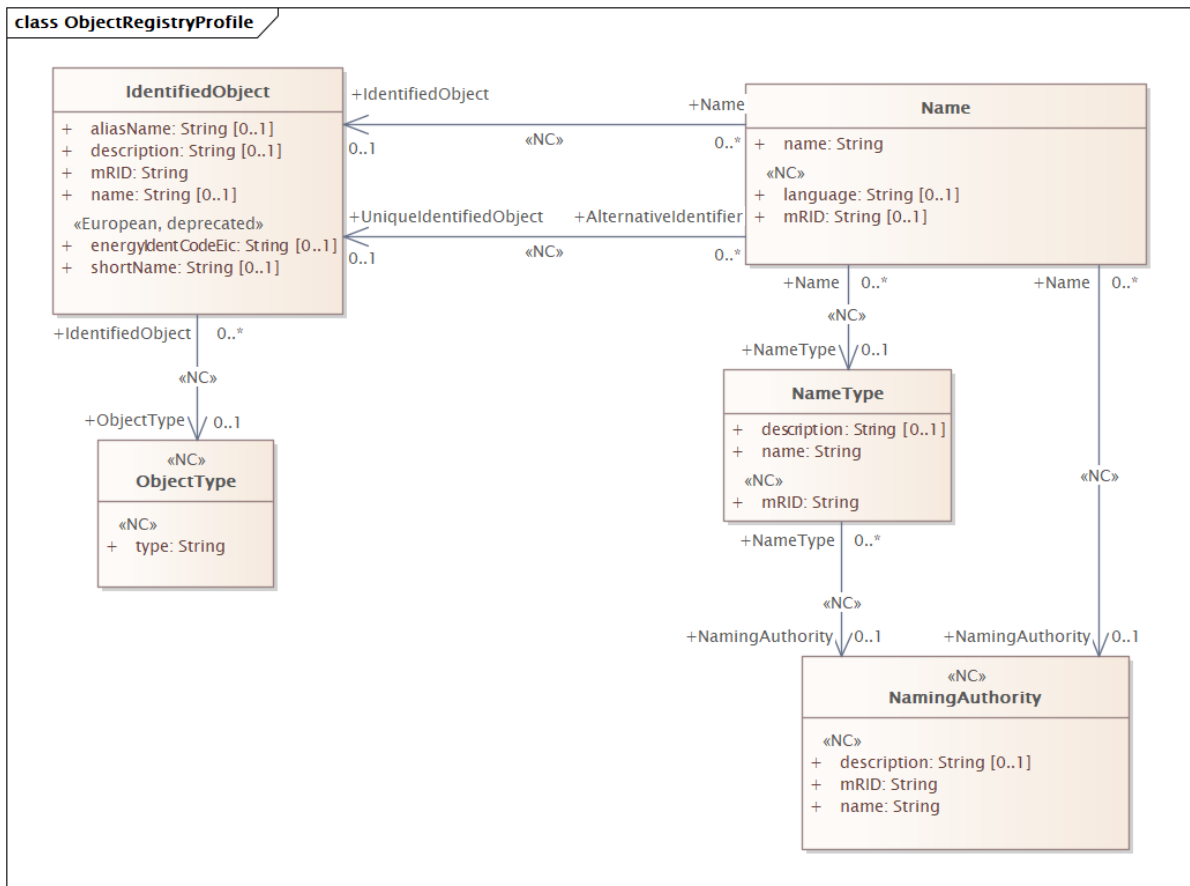 class ObjectRegistryProfile
IdentifiedObject
+ aliasName: String [0..1]
+ description: String [0..1]
+ mRID: String
+ name: String [0..1]
«European, deprecated»
+ energyIdentCodeEic: String [0..1]
+ shortName: String [0..1]
+IdentifiedObject
+Name
0..1
«NC»
0..*
+UniqueIdentifiedObject
+AlternativeIdentifier
0..1
«NC»
0..*
Name
+ name: String
«NC»
+ language: String [0..1]
+ mRID: String [0..1]
+IdentifiedObject 0..*
«NC»
+ObjectType 0..1
«NC»
ObjectType
«NC»
+ type: String
+Name 0..*
«NC»
+NameType 0..1
NameType
+ description: String [0..1]
+ name: String
«NC»
+ mRID: String
+Name 0..*
«NC»
+NamingAuthority 0..1
+NameType 0..*
«NC»
+NamingAuthority 0..1
«NC»
NamingAuthority
«NC»
+ description: String [0..1]
+ mRID: String
+ name: String